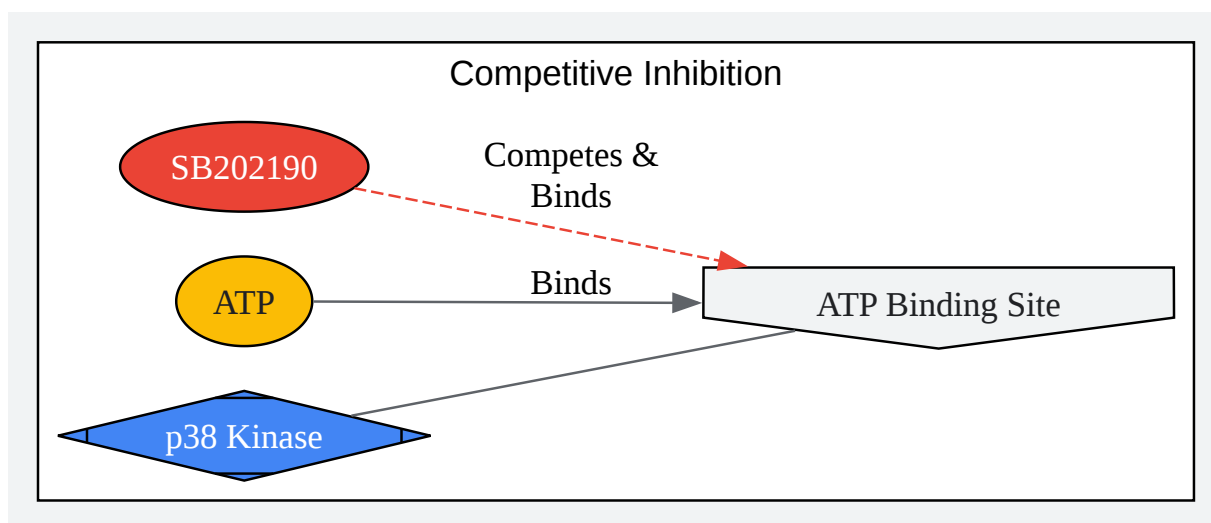 Competitive Inhibition
SB202190
Competes &
Binds
ATP
Binds
ATP Binding Site
p38 Kinase